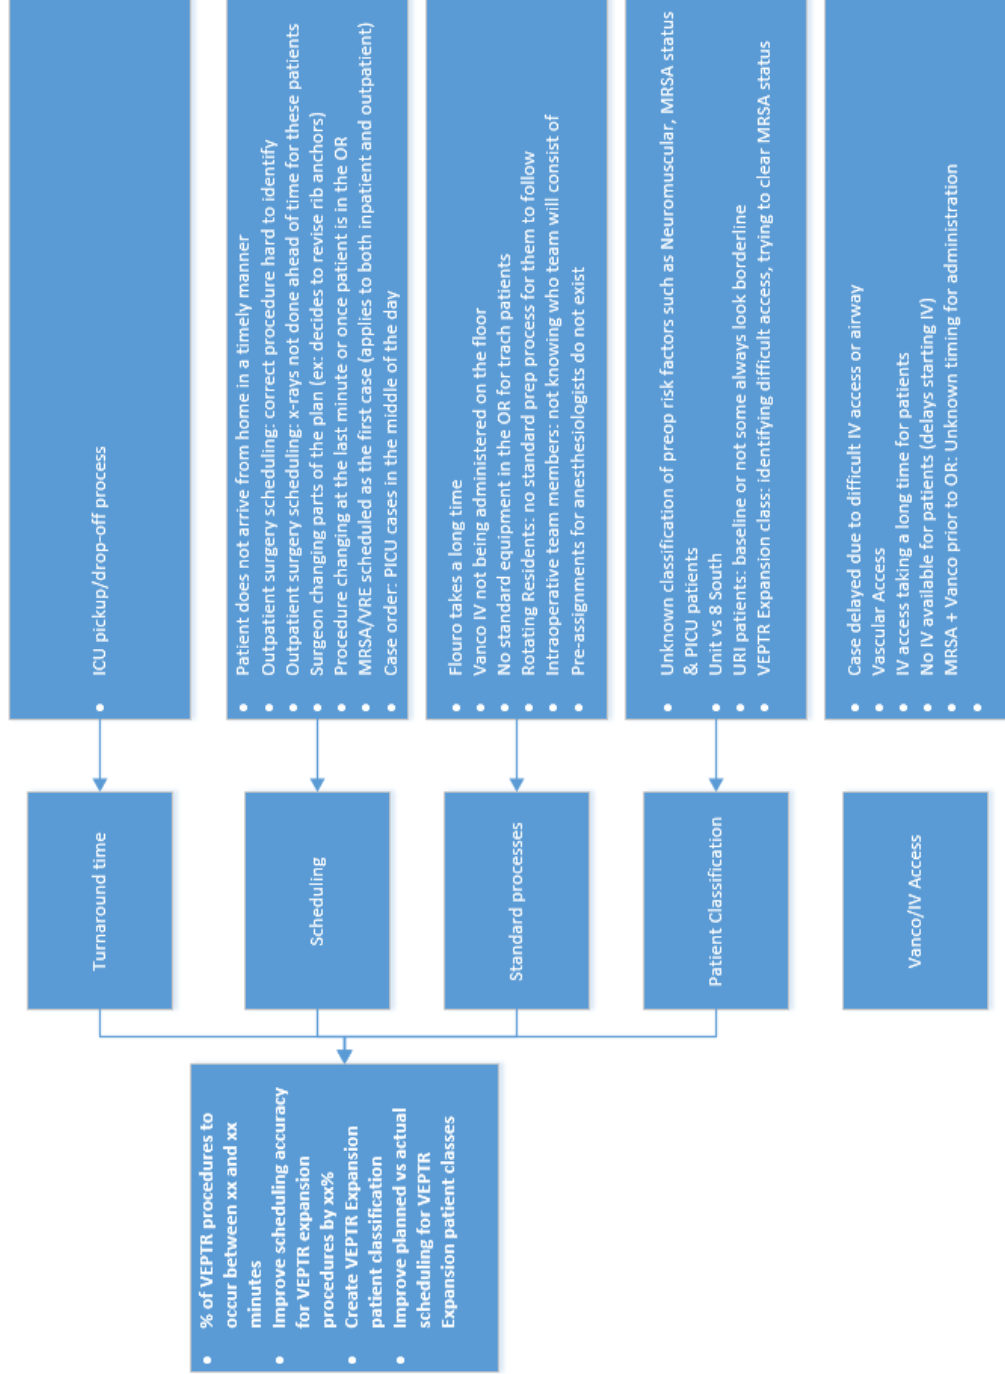 % of VEPTR procedures to
occur between xx and xx
minutes
Improve scheduling accuracy
for VEPTR expansion
procedures by xx%
Create VEPTR Expansion
patient classification
Improve planned vs actual
scheduling for VEPTR
Expansion patient classes
Turnaround time
ICU pickup/drop-off process
Scheduling
Patient does not arrive from home in a timely manner
Outpatient surgery scheduling: correct procedure hard to identify
Outpatient surgery scheduling: x-rays not done ahead of time for these patients
Surgeon changing parts of the plan (ex: decides to revise rib anchors)
Procedure changing at the last minute or once patient is in the OR
MRSA/VRE scheduled as the first case (applies to both inpatient and outpatient)
Case order: PICU cases in the middle of the day
Standard processes
Flouro takes a long time
Vanco IV not being administered on the floor
No standard equipment in the OR for trach patients
Rotating Residents: no standard prep process for them to follow
Intraoperative team members: not knowing who team will consist of
Pre-assignments for anesthesiologists do not exist
Patient Classification
Unknown classification of preop risk factors such as Neuromuscular, MRSA status
& PICU patients
Unit vs 8 South
URI patients: baseline or not some always look borderline
VEPTR Expansion class: identifying difficult access, trying to clear MRSA status
Vanco/IV Access
Case delayed due to difficult IV access or airway
Vascular Access
IV access taking a long time for patients
No IV available for patients (delays starting IV)
MRSA + Vanco prior to OR: Unknown timing for administration